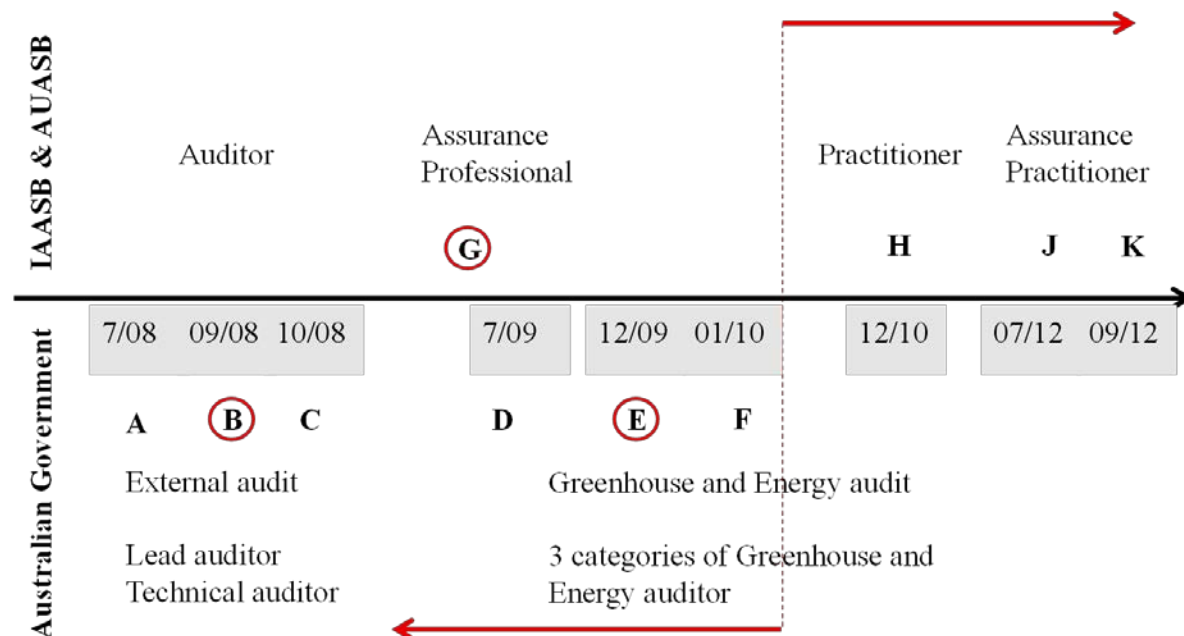 IAASB & AUASB
Auditor
Assurance
Professional
Practitioner
Assurance
Practitioner
G
H
J
K
7/08
09/08
10/08
7/09
12/09
01/10
12/10
07/12
09/12
Australian Government
A
B
C
D
E
F
External audit
Greenhouse and Energy audit
Lead auditor
Technical auditor
3 categories of Greenhouse and
Energy auditor